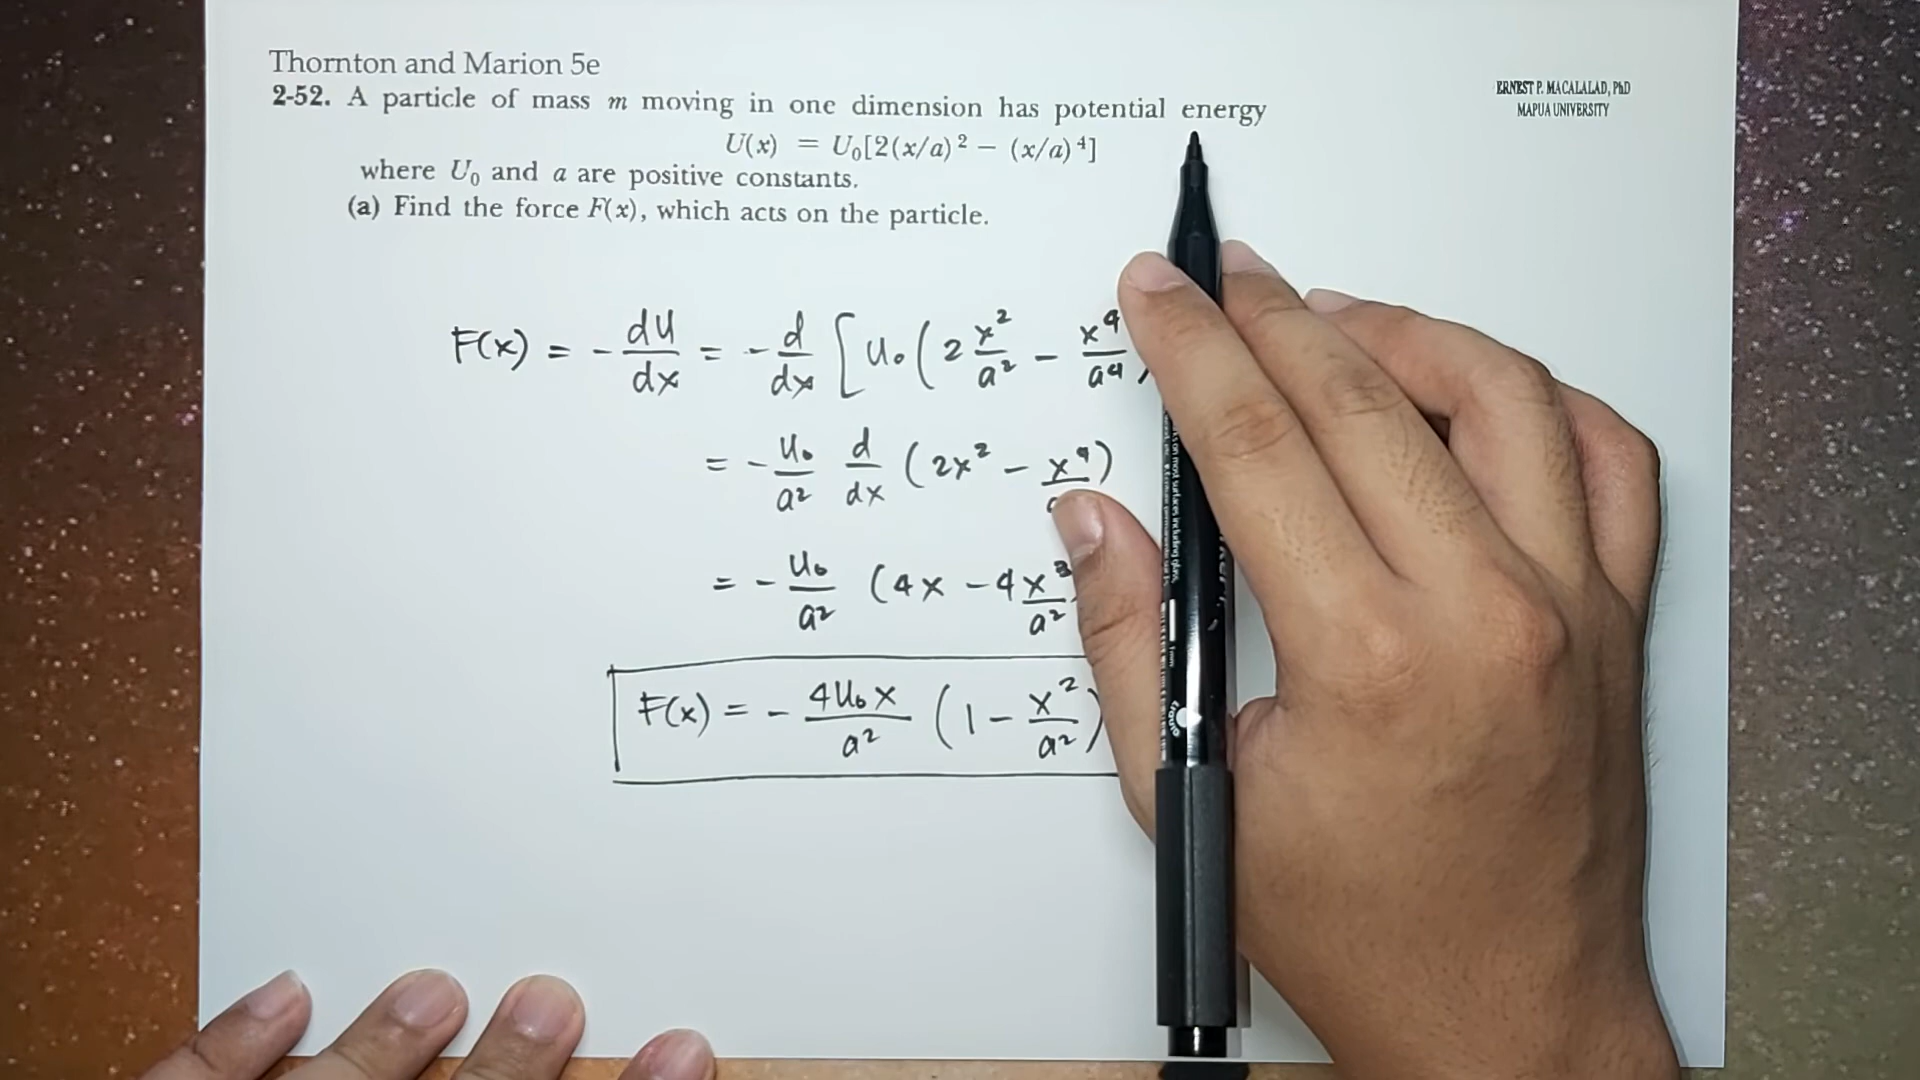 Thornton and Marion 5e
ERNEST P. MACALALAD, PhD
MAPUA UNIVERSITY
2-52. A particle of mass m moving in one dimension has potential energy
U(x) = U₀[2(x/a)² − (x/a)⁴]
where U₀ and a are positive constants.
(a) Find the force F(x), which acts on the particle.
F(x) = - dU/dx = - d/dx [U₀(2 x²/a² - x⁴/a⁴)
= - U₀/a² d/dx (2x² - x⁴/)
= - U₀/a² (4x - 4x³/a²
F(x) = - 4U₀x/a² (1 - x²/a²)